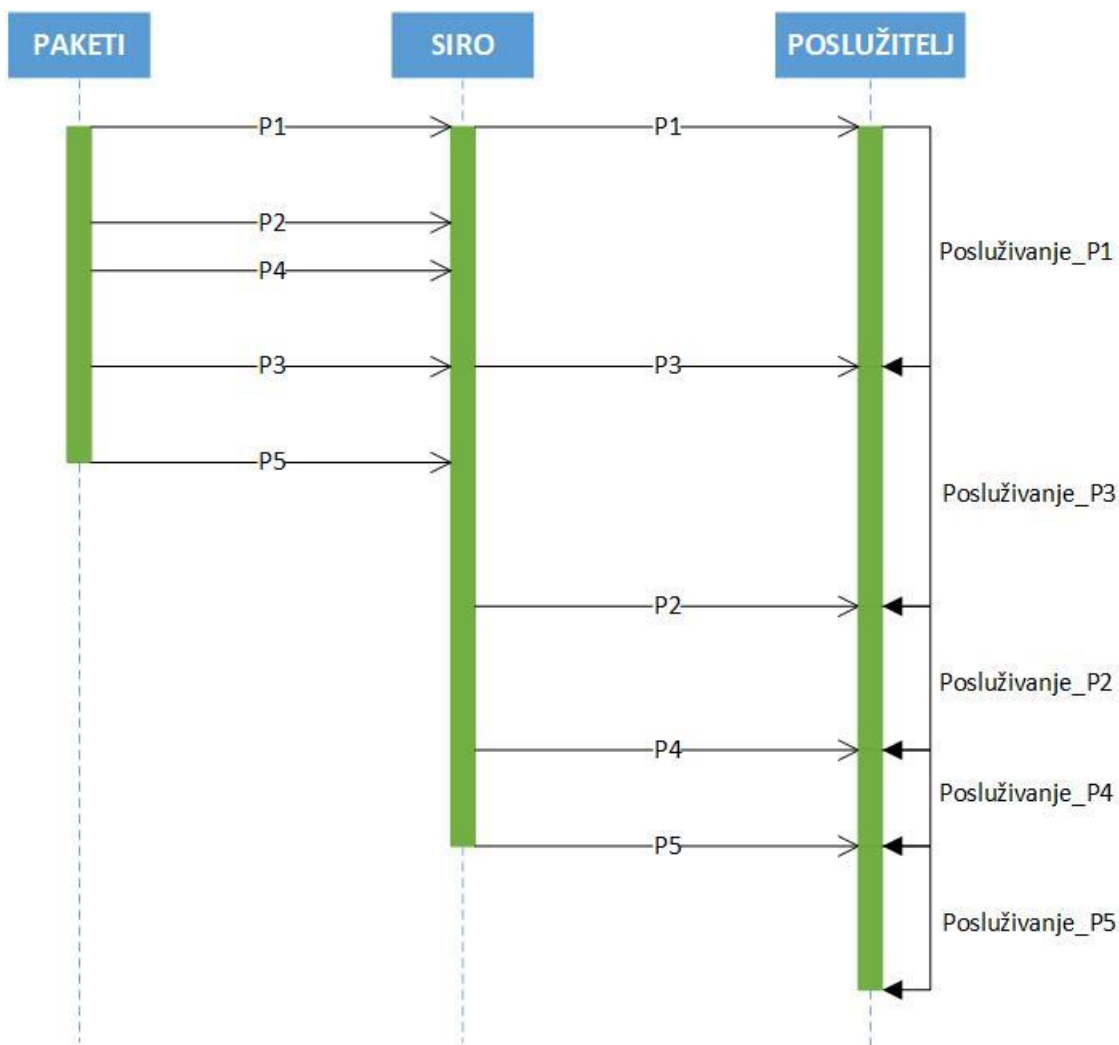 PAKETI
SIRO
POSLUŽITELJ
P1
P1
P2
Posluživanje_P1
P4
P3
P3
P5
Posluživanje_P3
P2
Posluživanje_P2
P4
Posluživanje_P4
P5
Posluživanje_P5